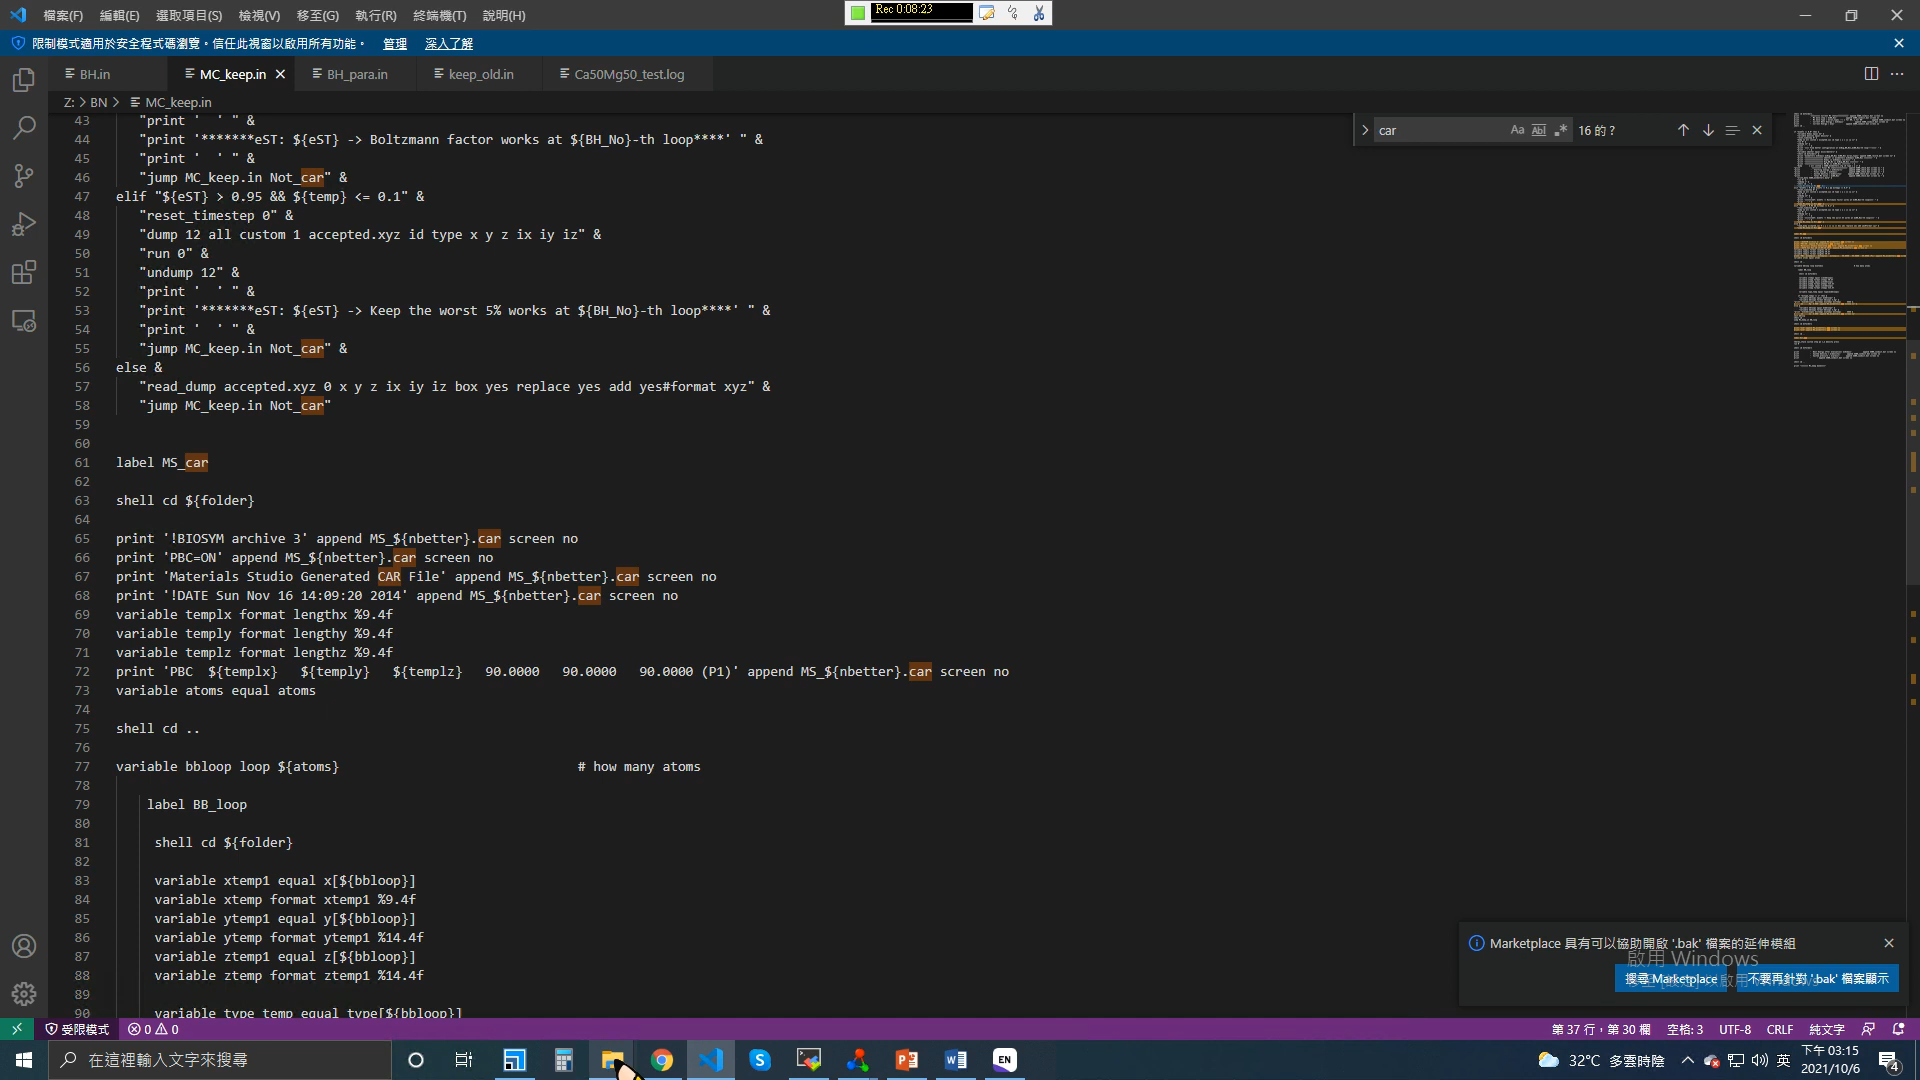 檔案(F) 編輯(E) 選取項目(S) 檢視(V) 移至(G) 執行(R) 終端機(T) 說明(H)
Rec 0:08:23
限制模式適用於安全程式碼瀏覽。信任此視窗以啟用所有功能。 管理 深入了解
BH.in MC_keep.in BH_para.in keep_old.in Ca50Mg50_test.log
Z: > BN > MC_keep.in
car Aa Abl .* 16 的 ?
43 "print '  ' " &
44 "print '*******eST: ${eST} -> Boltzmann factor works at ${BH_No}-th loop****' " &
45 "print '  ' " &
46 "jump MC_keep.in Not_car" &
47 elif "${eST} > 0.95 && ${temp} <= 0.1" &
48 "reset_timestep 0" &
49 "dump 12 all custom 1 accepted.xyz id type x y z ix iy iz" &
50 "run 0" &
51 "undump 12" &
52 "print '  ' " &
53 "print '*******eST: ${eST} -> Keep the worst 5% works at ${BH_No}-th loop****' " &
54 "print '  ' " &
55 "jump MC_keep.in Not_car" &
56 else &
57 "read_dump accepted.xyz 0 x y z ix iy iz box yes replace yes add yes#format xyz" &
58 "jump MC_keep.in Not_car"
59
60
61 label MS_car
62
63 shell cd ${folder}
64
65 print '!BIOSYM archive 3' append MS_${nbetter}.car screen no
66 print 'PBC=ON' append MS_${nbetter}.car screen no
67 print 'Materials Studio Generated CAR File' append MS_${nbetter}.car screen no
68 print '!DATE Sun Nov 16 14:09:20 2014' append MS_${nbetter}.car screen no
69 variable templx format lengthx %9.4f
70 variable temply format lengthy %9.4f
71 variable templz format lengthz %9.4f
72 print 'PBC  ${templx}   ${temply}   ${templz}   90.0000   90.0000   90.0000 (P1)' append MS_${nbetter}.car screen no
73 variable atoms equal atoms
74
75 shell cd ..
76
77 variable bbloop loop ${atoms} # how many atoms
78
79 label BB_loop
80
81 shell cd ${folder}
82
83 variable xtemp1 equal x[${bbloop}]
84 variable xtemp format xtemp1 %9.4f
85 variable ytemp1 equal y[${bbloop}]
86 variable ytemp format ytemp1 %14.4f
87 variable ztemp1 equal z[${bbloop}]
88 variable ztemp format ztemp1 %14.4f
89
90 variable type_temp equal type[${bbloop}]
Marketplace 具有可以協助開啟 '.bak' 檔案的延伸模組
啟用 Windows
搜尋 Marketplace 不要再針對 '.bak' 檔案顯示
受限模式 0 0 第 37 行，第 30 欄 空格: 3 UTF-8 CRLF 純文字
在這裡輸入文字來搜尋 EN 32°C 多雲時陰 英 下午 03:15
2021/10/6 4